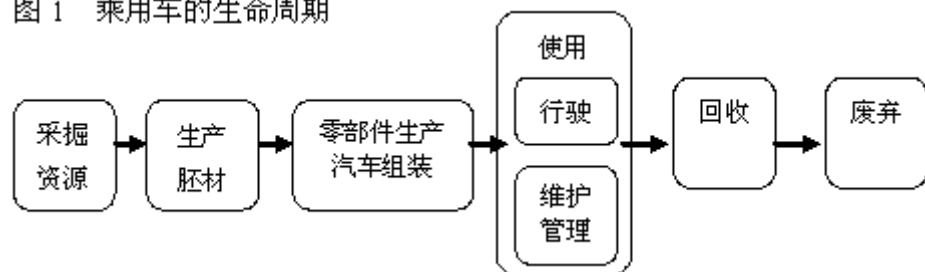 图 1 乘用车的生命周期
采掘
资源
生产
胚材
零部件生产
汽车组装
使用
行驶
维护
管理
回收
废弃